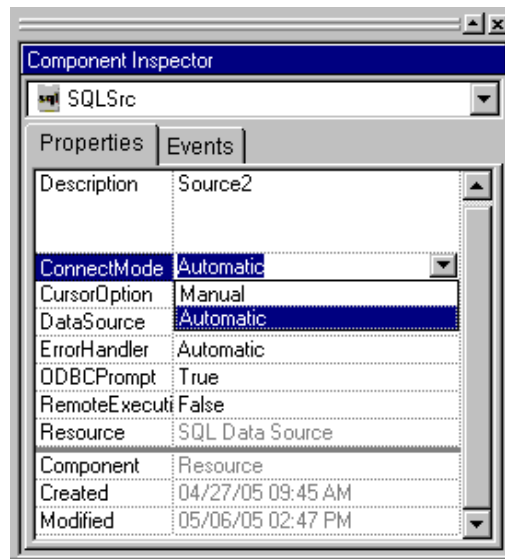 Component Inspector
sql SQLSrc
Properties Events
Description Source2
ConnectMode Automatic
CursorOption Manual
DataSource Automatic
ErrorHandler Automatic
ODBCPrompt True
RemoteExecuti False
Resource SQL Data Source
Component Resource
Created 04/27/05 09:45 AM
Modified 05/06/05 02:47 PM